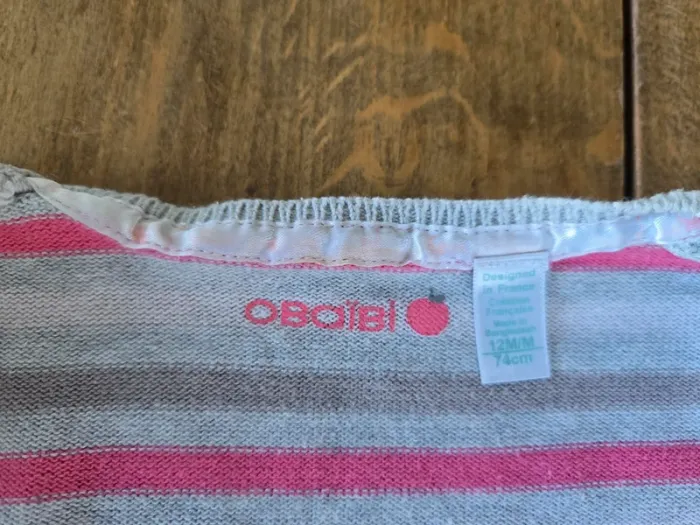 OBaïBi
Designed
in France
Création
Française
Made in
Bangladesh
12M/M
74cm